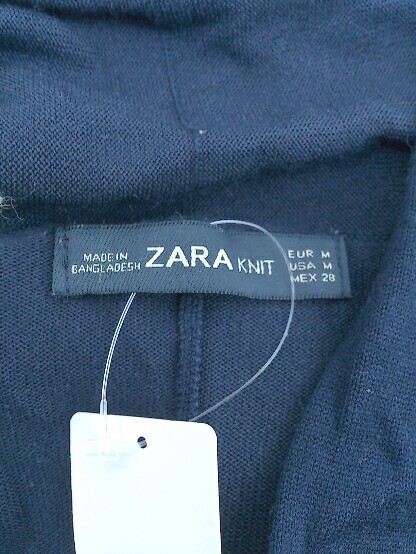 MADE IN
BANGLADESH
ZARA KNIT
EUR M
USA M
MEX 28